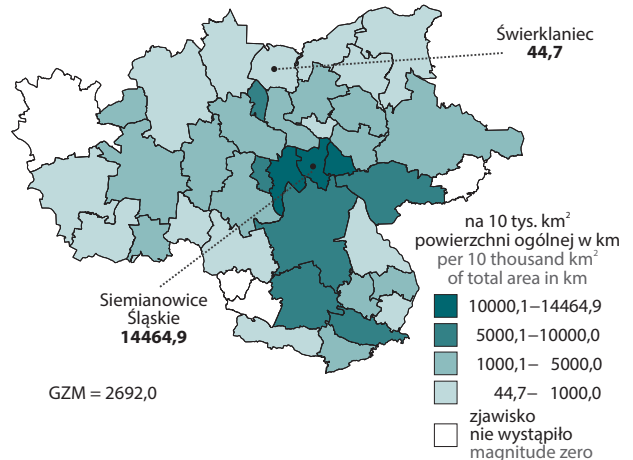 Świerklaniec
44,7
Siemianowice
Śląskie
14464,9
GZM = 2692,0
na 10 tys. km²
powierzchni ogólnej w km
per 10 thousand km²
of total area in km
10000,1–14464,9
5000,1–10000,0
1000,1– 5000,0
44,7– 1000,0
zjawisko
nie wystąpiło
magnitude zero